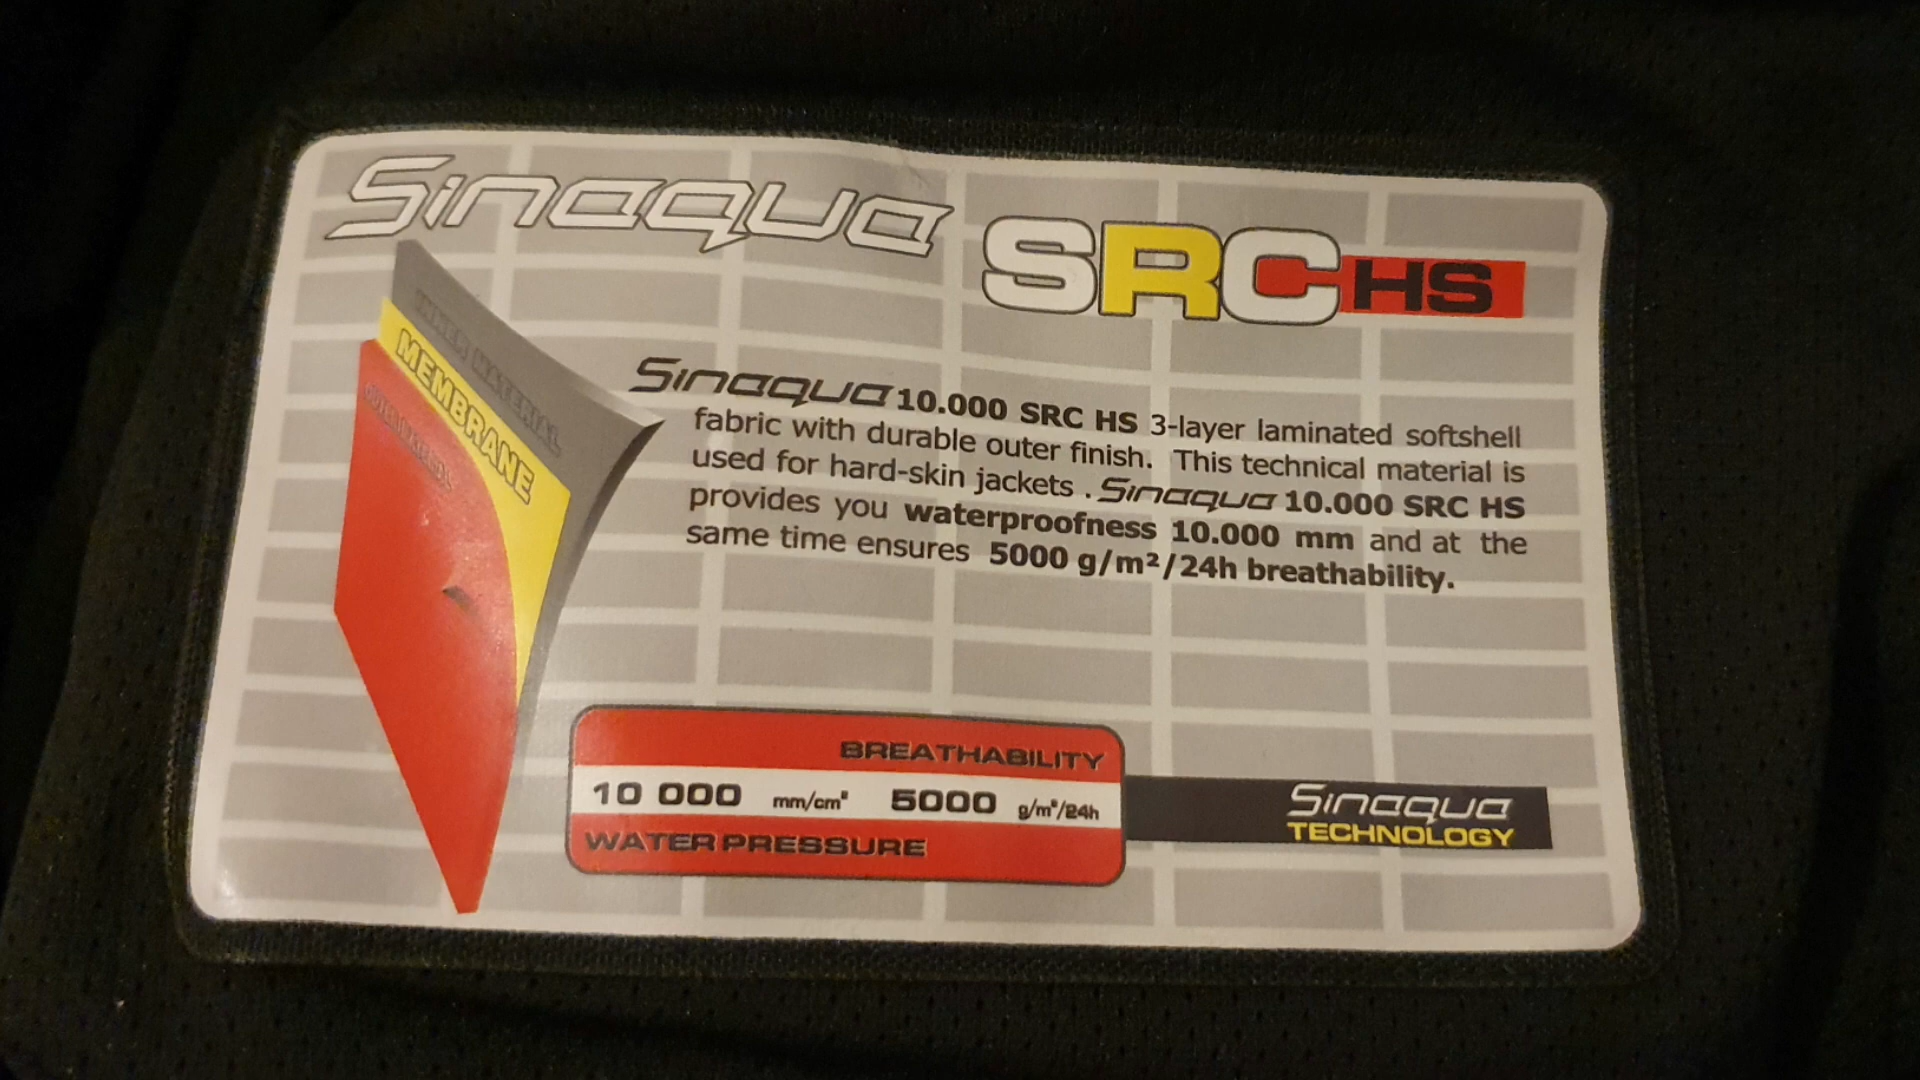 Sinaqua SRC HS
INNER MATERIAL
MEMBRANE
Sinaqua 10.000 SRC HS 3-layer laminated softshell
fabric with durable outer finish. This technical material is
used for hard-skin jackets . Sinaqua 10.000 SRC HS
provides you waterproofness 10.000 mm and at the
same time ensures 5000 g/m²/24h breathability.
BREATHABILITY
10 000 mm/cm² 5000 g/m²/24h
WATER PRESSURE
Sinaqua
TECHNOLOGY